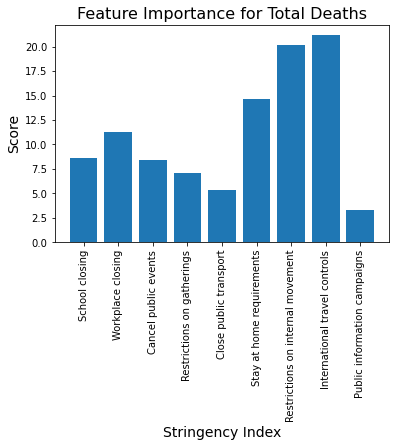 Feature Importance for Total Deaths
Score
20.0
17.5
15.0
12.5
10.0
7.5
5.0
2.5
0.0
School closing
Workplace closing
Cancel public events
Restrictions on gatherings
Close public transport
Stay at home requirements
Restrictions on internal movement
International travel controls
Public information campaigns
Stringency Index